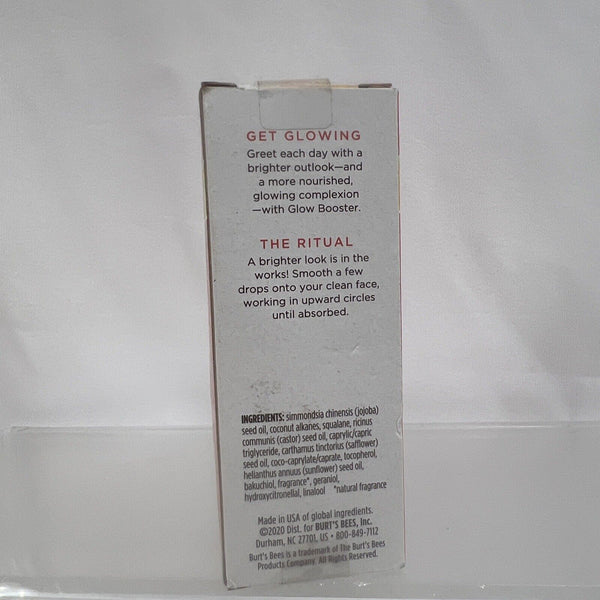 GET GLOWING
Greet each day with a
brighter outlook—and
a more nourished,
glowing complexion
—with Glow Booster.
THE RITUAL
A brighter look is in the
works! Smooth a few
drops onto your clean face,
working in upward circles
until absorbed.
INGREDIENTS: simmondsia chinensis (jojoba)
seed oil, coconut alkanes, squalane, ricinus
communis (castor) seed oil, caprylic/capric
triglyceride, carthamus tinctorius (safflower)
seed oil, coco-caprylate/caprate, tocopherol,
helianthus annuus (sunflower) seed oil,
bakuchiol, fragrance*, geraniol,
hydroxycitronellal, linalool *natural fragrance
Made in USA of global ingredients.
©2020 Dist. for BURT'S BEES, Inc.
Durham, NC 27701, US • 800-849-7112
Burt's Bees is a trademark of The Burt's Bees
Products Company. All Rights Reserved.